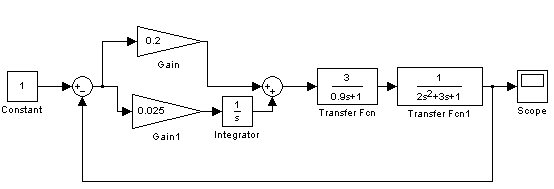 0.2
Gain
1
Constant
+
−
0.025
Gain1
1
s
Integrator
+
+
3
0.9s+1
Transfer Fcn
1
2s²+3s+1
Transfer Fcn1
Scope